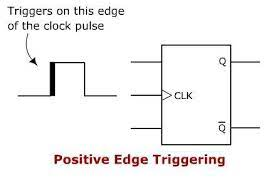 Triggers on this edge
of the clock pulse
Q
CLK
Q̅
Positive Edge Triggering